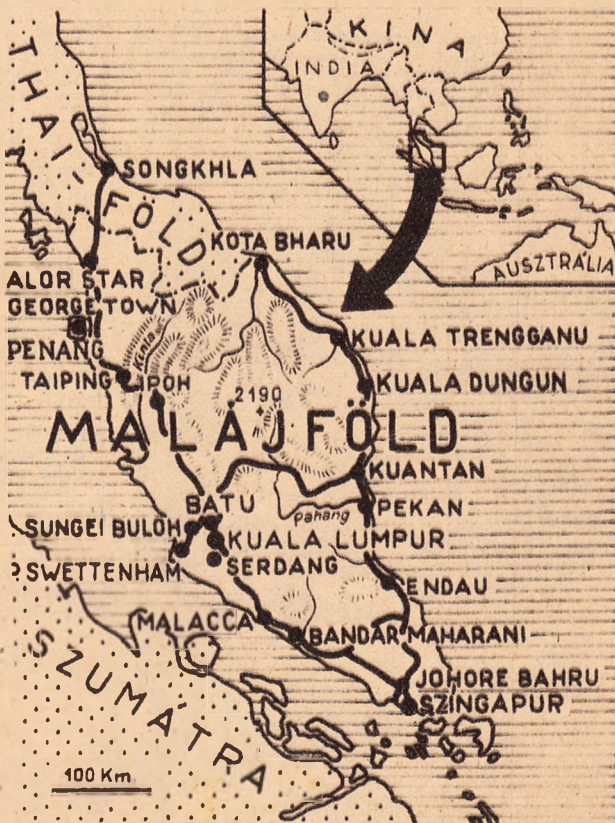 KINA
INDIA
THAI-FÖLD
SONGKHLA
KOTA BHARU
AUSZTRÁLIA
ALOR STAR
GEORGE TOWN
PENANG
KUALA TRENGGANU
TAIPING
IPOH
KUALA DUNGUN
2190
MALÁJFÖLD
KUANTAN
BATU
PEKAN
Pahang
SUNGEI BULOH
KUALA LUMPUR
P SWETTENHAM
SERDANG
ENDAU
MALACCA
BANDAR MAHARANI
SZUMÁTRA
JOHORE BAHRU
SZINGAPUR
100 Km